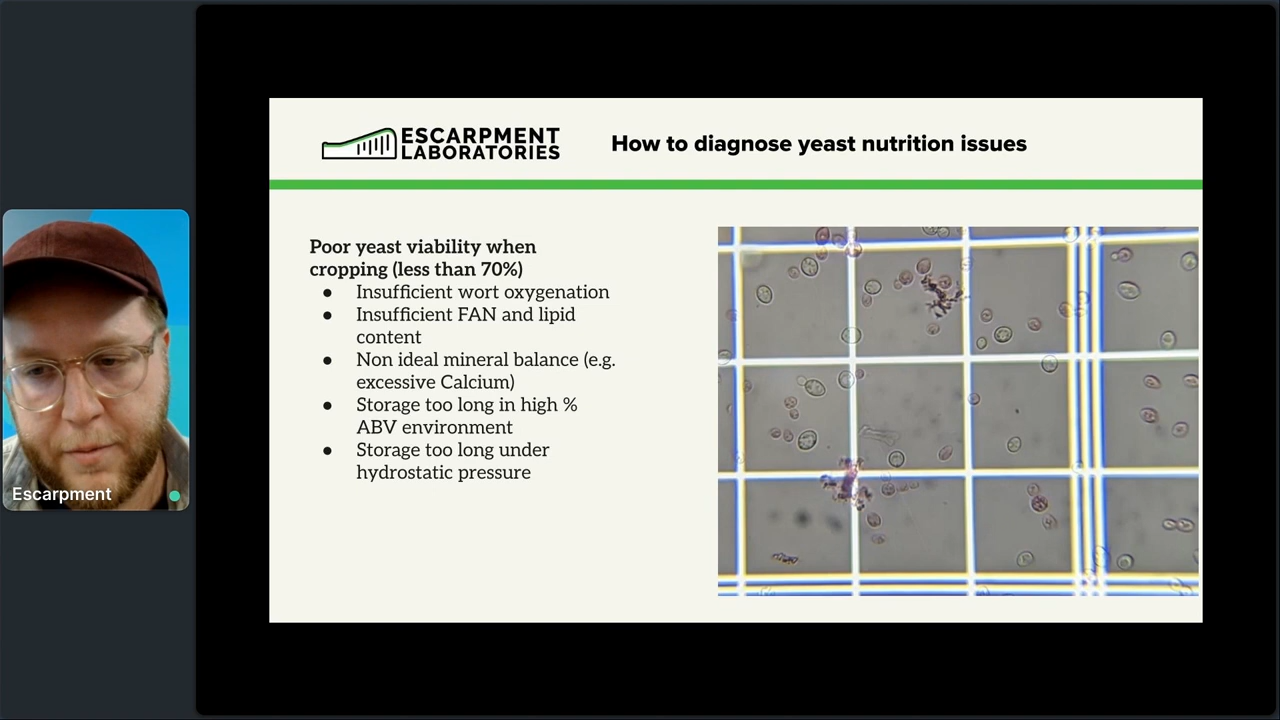 ESCARPMENT
LABORATORIES
How to diagnose yeast nutrition issues
Poor yeast viability when
cropping (less than 70%)
● Insufficient wort oxygenation
● Insufficient FAN and lipid
content
● Non ideal mineral balance (e.g.
excessive Calcium)
● Storage too long in high %
ABV environment
● Storage too long under
hydrostatic pressure
Escarpment